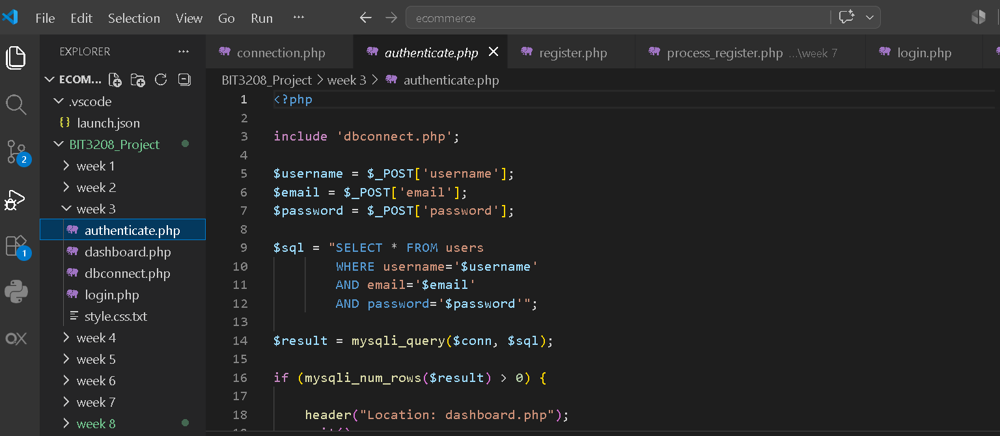 File Edit Selection View Go Run ...
ecommerce
EXPLORER ...
ECOM...
.vscode
{} launch.json
BIT3208_Project
week 1
week 2
week 3
authenticate.php
dashboard.php
dbconnect.php
login.php
style.css.txt
week 4
week 5
week 6
week 7
week 8
2
1
connection.php authenticate.php register.php process_register.php ...\week 7 login.php
BIT3208_Project > week 3 > authenticate.php
1 <?php
2
3 include 'dbconnect.php';
4
5 $username = $_POST['username'];
6 $email = $_POST['email'];
7 $password = $_POST['password'];
8
9 $sql = "SELECT * FROM users
10 WHERE username='$username'
11 AND email='$email'
12 AND password='$password'";
13
14 $result = mysqli_query($conn, $sql);
15
16 if (mysqli_num_rows($result) > 0) {
17
18 header("Location: dashboard.php");